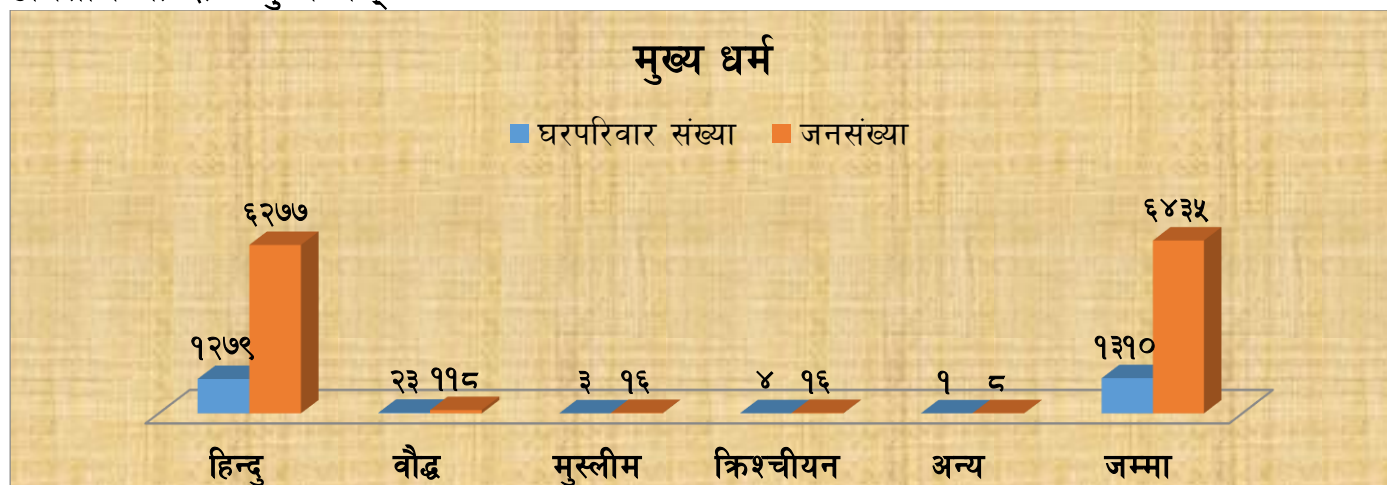 मुख्य धर्म
घरपरिवार संख्या जनसंख्या
६२७७ ६४३५
१२७९ १३१०
२३ ११८ ३ १६ ४ १६ १ ८
हिन्दु वौद्ध मुस्लीम क्रिश्चीयन अन्य जम्मा